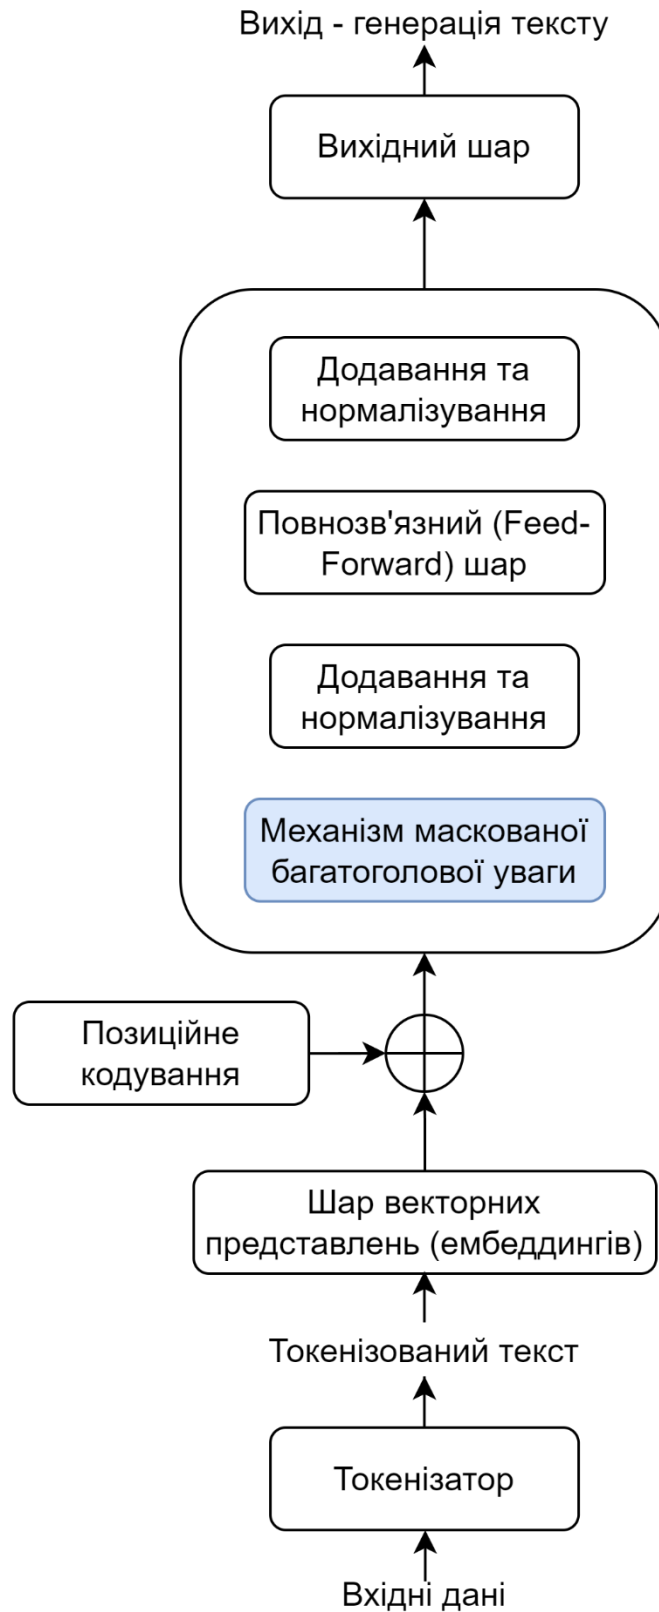 Вихід - генерація тексту
Вихідний шар
Додавання та
нормалізування
Повнозв'язний (Feed-
Forward) шар
Додавання та
нормалізування
Механізм маскованої
багатоголової уваги
Позиційне
кодування
Шар векторних
представлень (ембеддингів)
Токенізований текст
Токенізатор
Вхідні дані